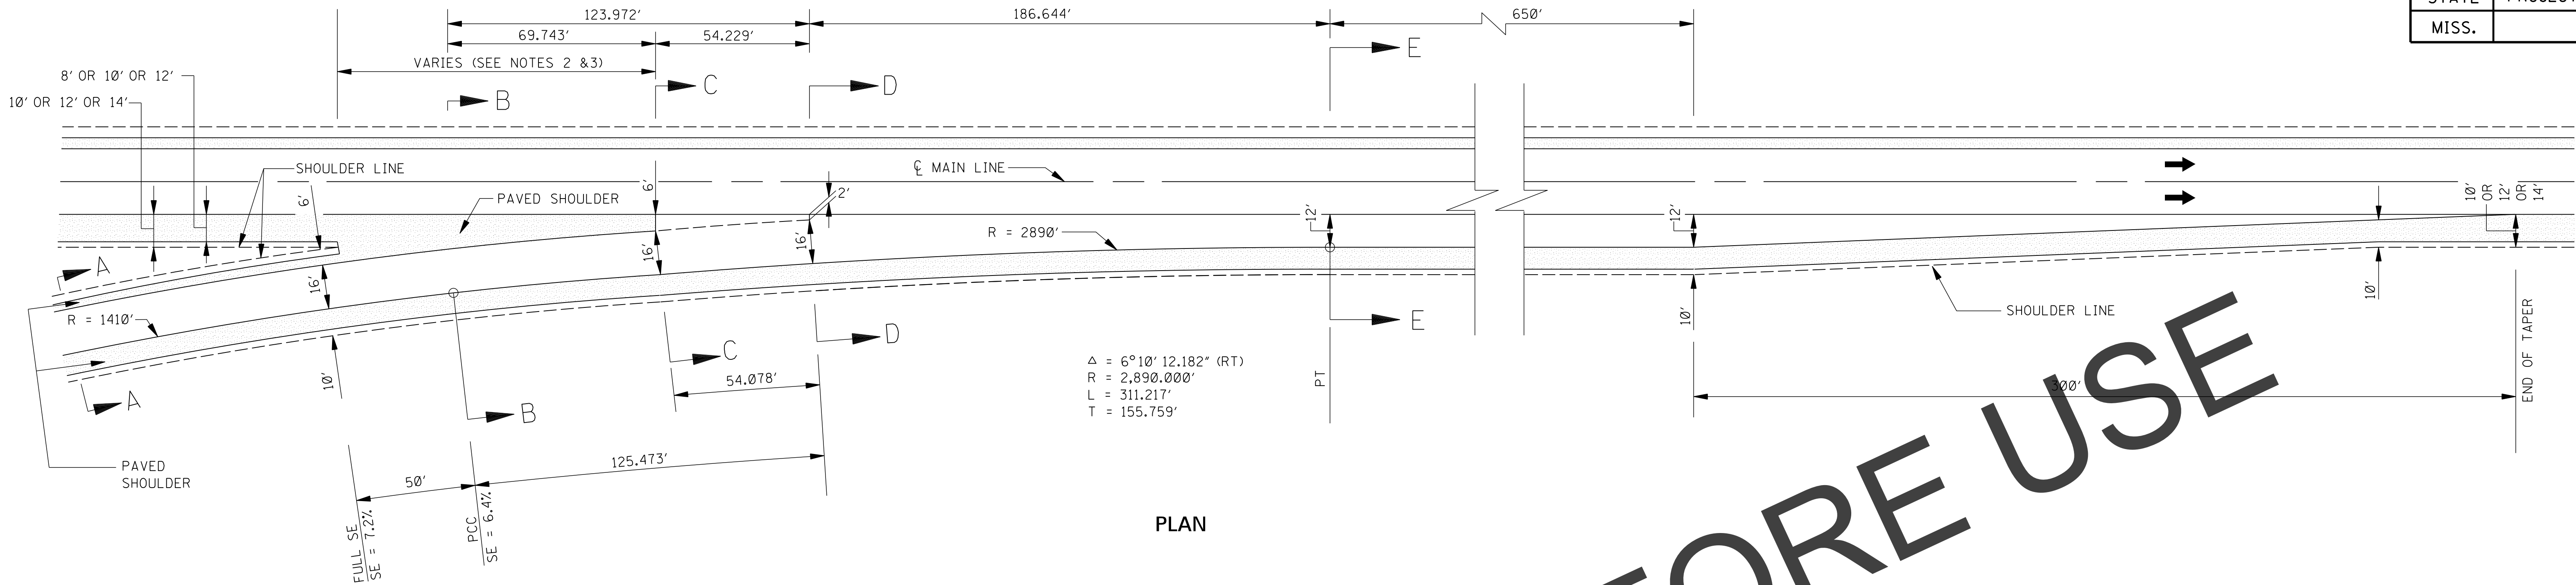 STATE PROJECT
MISS.
123.972'
186.644'
650'
69.743'
54.229'
VARIES (SEE NOTES 2 &3)
E
8' OR 10' OR 12'
10' OR 12' OR 14'
B
C
D
SHOULDER LINE
℄ MAIN LINE
6'
6'
2'
PAVED SHOULDER
10'
OR
12'
OR
14'
12'
12'
R = 2890'
16'
16'
16'
A
R = 1410'
10'
10'
SHOULDER LINE
E
D
C
△ = 6°10' 12.182" (RT)
R = 2,890.000'
L = 311.217'
T = 155.759'
PT
54.078'
10'
A
B
300'
END OF TAPER
PAVED
SHOULDER
125.473'
50'
FULL SE
SE = 7.2%
PCC
SE = 6.4%
PLAN
ORE USE